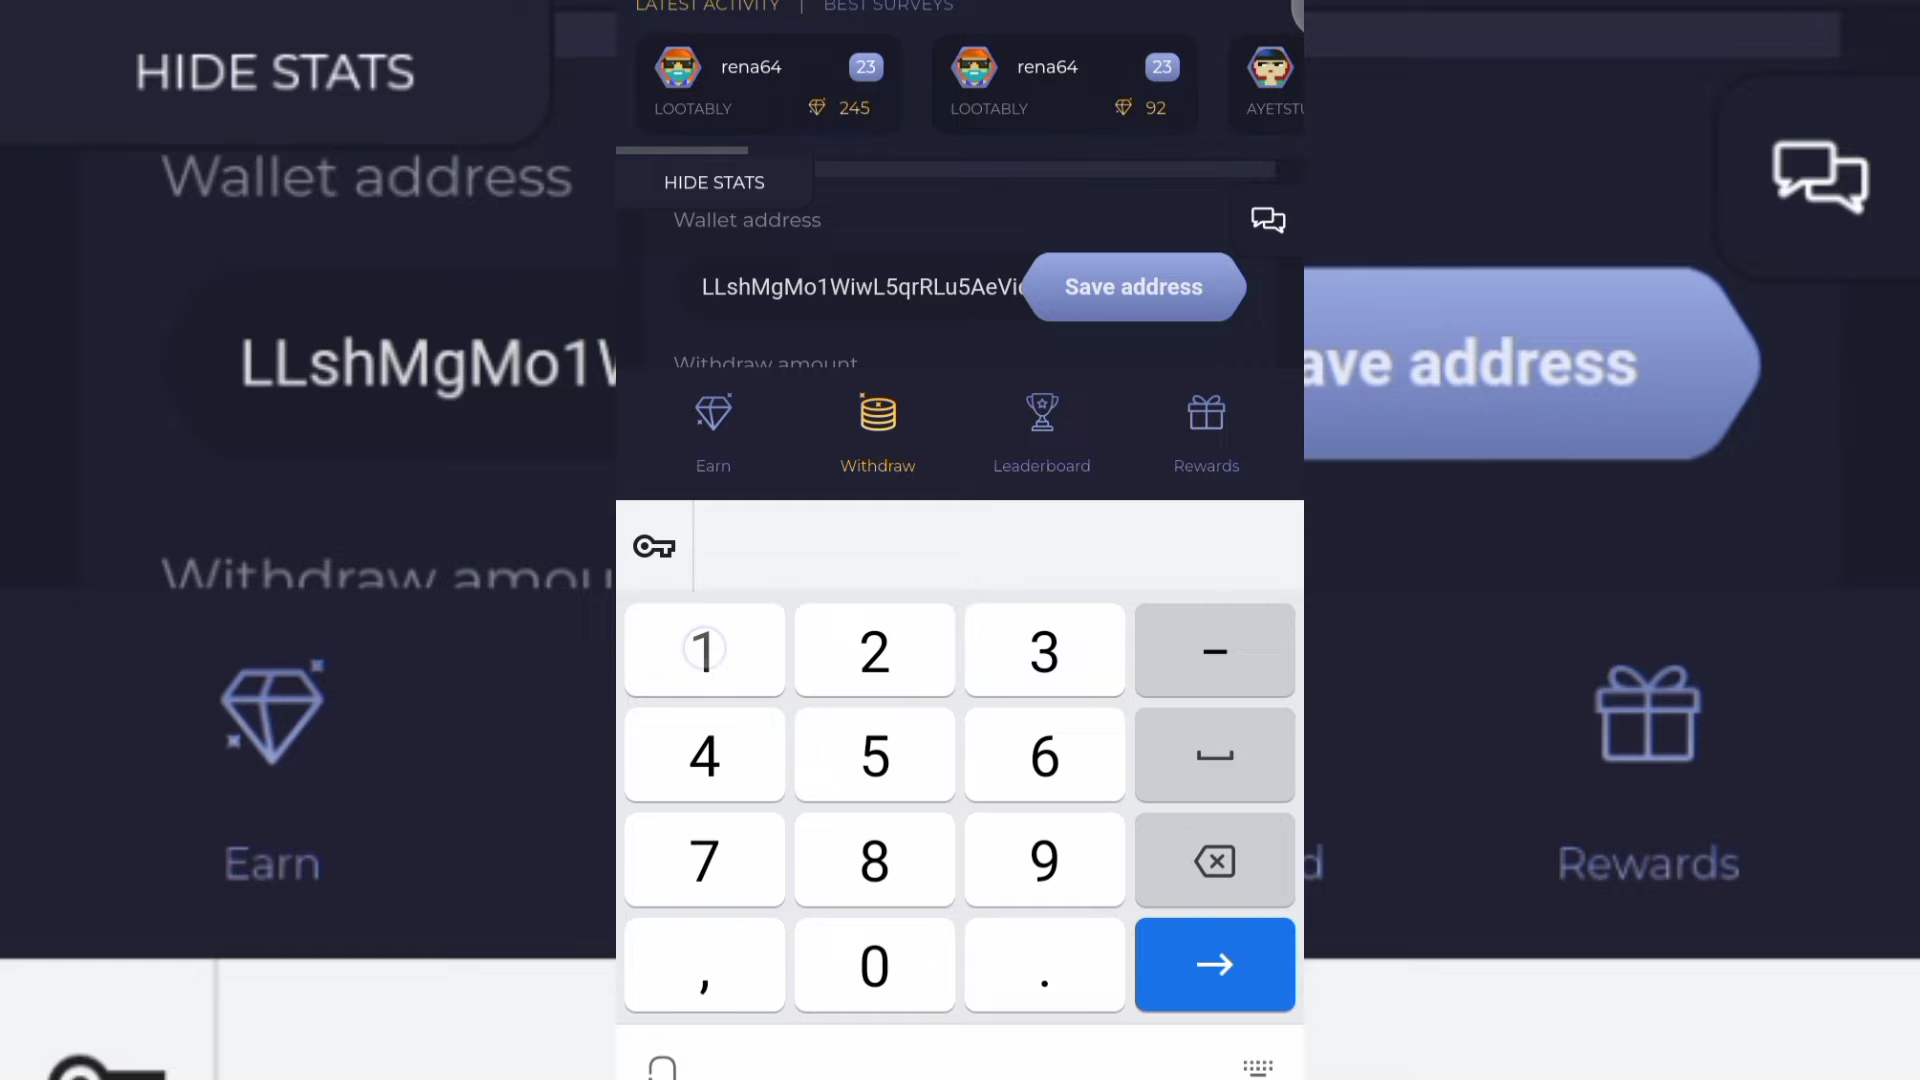 LATEST ACTIVITY | BEST SURVEYS
rena64 23
LOOTABLY 245
rena64 23
LOOTABLY 92
HIDE STATS
Wallet address
LLshMgMo1WiwL5qrRLu5AeVi
Save address
Withdraw amount
Earn
Withdraw
Leaderboard
Rewards
1 2 3 –
4 5 6
7 8 9
, 0 .
HIDE STATS
Wallet address
LLshMgMo1
ave address
Withdraw amou
Earn
d
Rewards